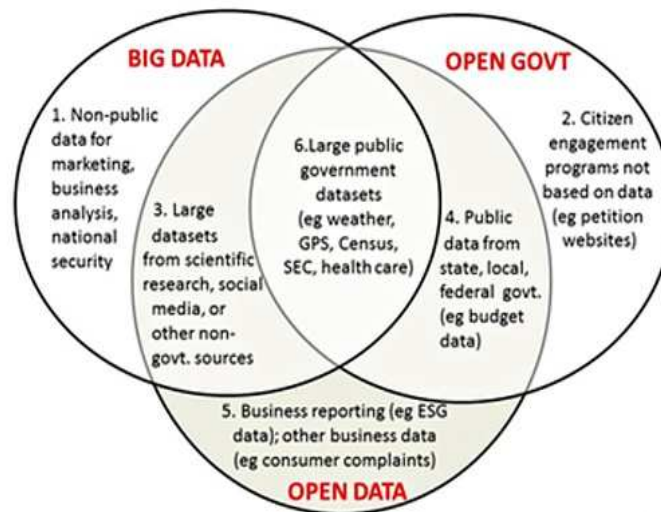 BIG DATA
OPEN GOVT
1. Non-public
data for
marketing,
business
analysis,
national
security
2. Citizen
engagement
programs not
based on data
(eg petition
websites)
3. Large
datasets
from scientific
research, social
media, or
other non-
govt. sources
6.Large public
government
datasets
(eg weather,
GPS, Census,
SEC, health care)
4. Public
data from
state, local,
federal govt.
(eg budget
data)
5. Business reporting (eg ESG
data); other business data
(eg consumer complaints)
OPEN DATA